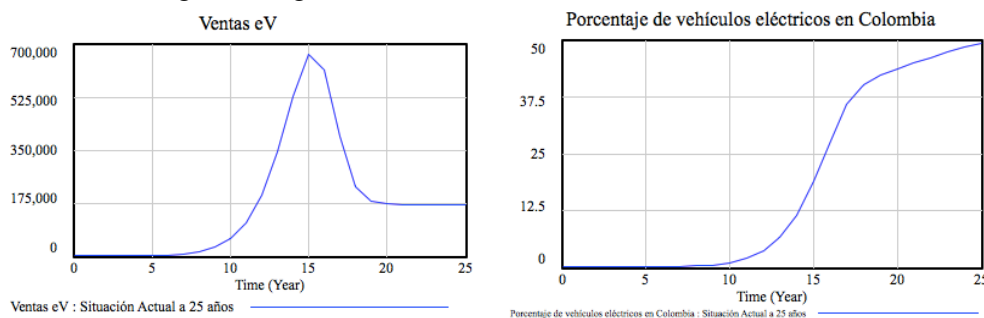 Ventas eV
700,000
525,000
350,000
175,000
0
0 5 10 15 20 25
Time (Year)
Ventas eV : Situación Actual a 25 años
Porcentaje de vehículos eléctricos en Colombia
50
37.5
25
12.5
0
0 5 10 15 20 25
Time (Year)
Porcentaje de vehículos eléctricos en Colombia : Situación Actual a 25 años